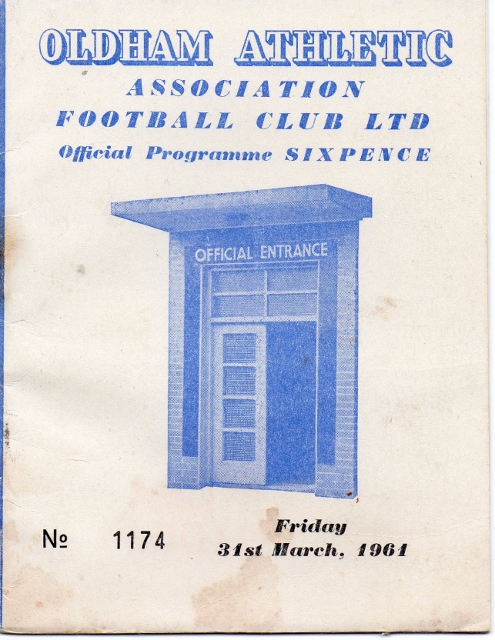 OLDHAM ATHLETIC
ASSOCIATION
FOOTBALL CLUB LTD
Official Programme SIXPENCE
OFFICIAL ENTRANCE
Friday
No 1174
31st March, 1961